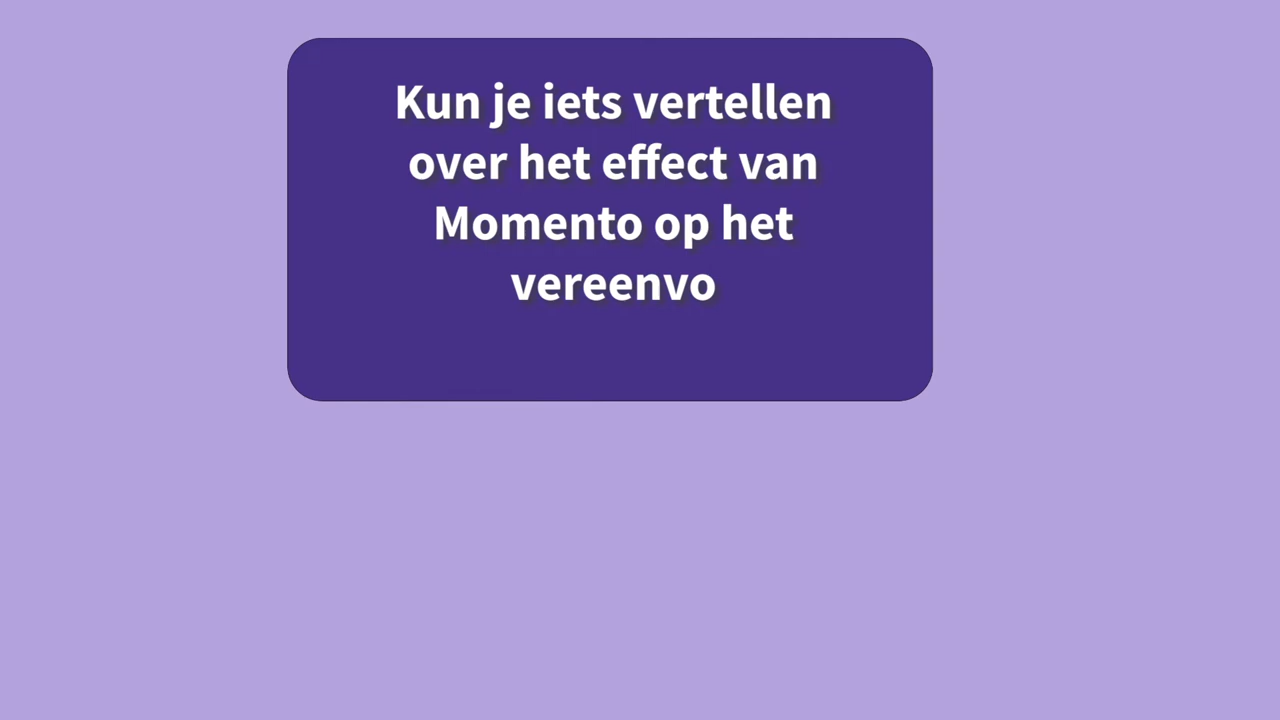 Kun je iets vertellen
over het effect van
Momento op het
vereenvo